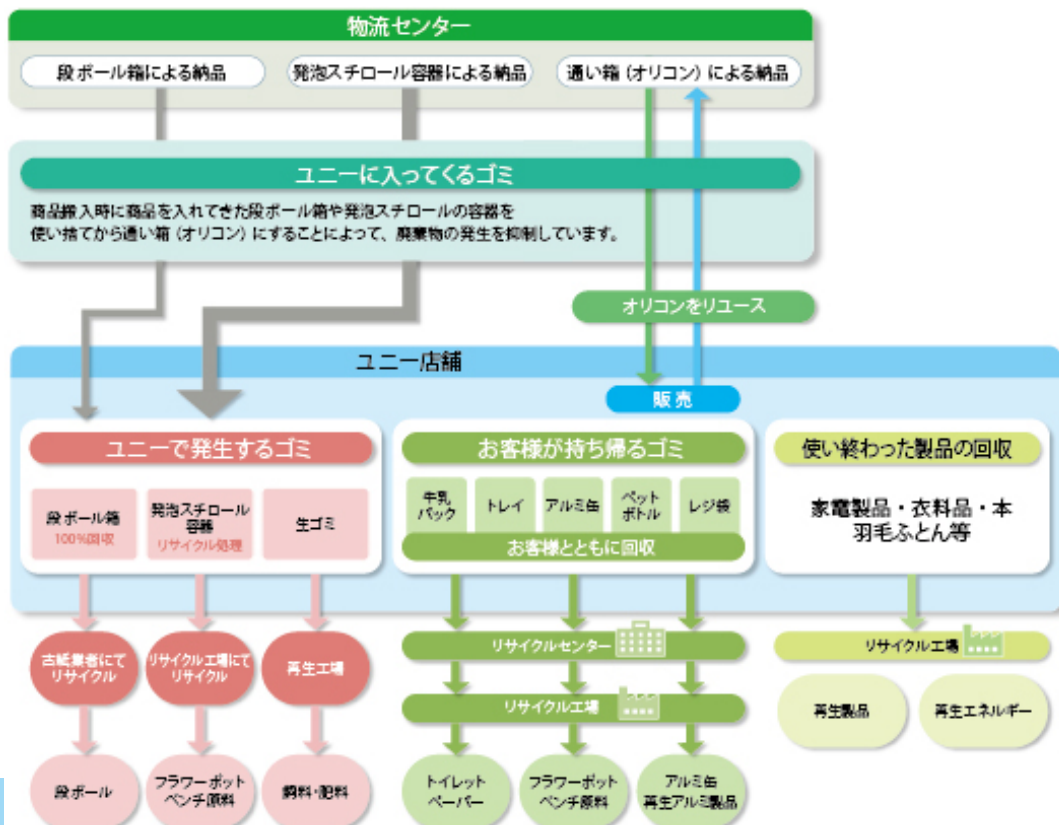 物流センター
段ボール箱による納品
発泡スチロール容器による納品
通い箱（オリコン）による納品
ユニーに入ってくるゴミ
商品搬入時に商品を入れてきた段ボール箱や発泡スチロールの容器を
使い捨てから通い箱（オリコン）にすることによって、廃棄物の発生を抑制しています。
オリコンをリユース
ユニー店舗
販売
ユニーで発生するゴミ
段ボール箱
100%回収
発泡スチロール
容器
リサイクル処理
生ゴミ
古紙業者にて
リサイクル
リサイクル工場にて
リサイクル
再生工場
段ボール
フラワーポット
ベンチ原料
飼料・肥料
お客様が持ち帰るゴミ
牛乳
パック
トレイ
アルミ缶
ペット
ボトル
レジ袋
お客様とともに回収
リサイクルセンター
リサイクル工場
トイレット
ペーパー
フラワーポット
ベンチ原料
アルミ缶
再生アルミ製品
使い終わった製品の回収
家電製品・衣料品・本
羽毛ふとん等
リサイクル工場
再生製品
再生エネルギー